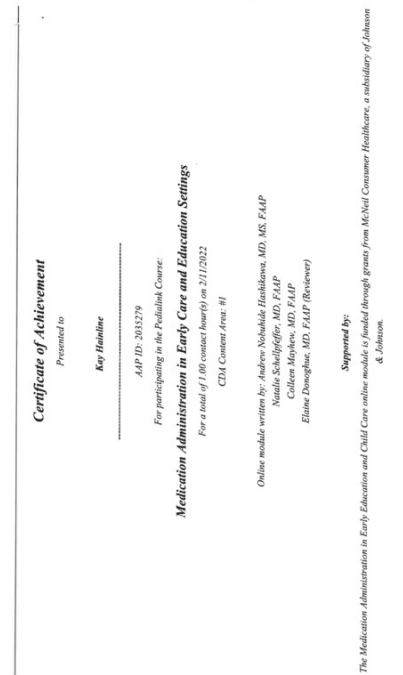 Certificate of Achievement
Presented to
Kay Hainline
AAP ID: 2035279
For participating in the Pedialink Course:
Medication Administration in Early Care and Education Settings
For a total of 1.00 contact hour(s) on 2/11/2022
CDA Content Area: #1
Online module written by: Andrew Nobuhide Hashikawa, MD, MS, FAAP
Natalie Schellpfeffer, MD, FAAP
Colleen Mayhew, MD, FAAP
Elaine Donoghue, MD, FAAP (Reviewer)
Supported by:
The Medication Administration in Early Education and Child Care online module is funded through grants from McNeil Consumer Healthcare, a subsidiary of Johnson
& Johnson.